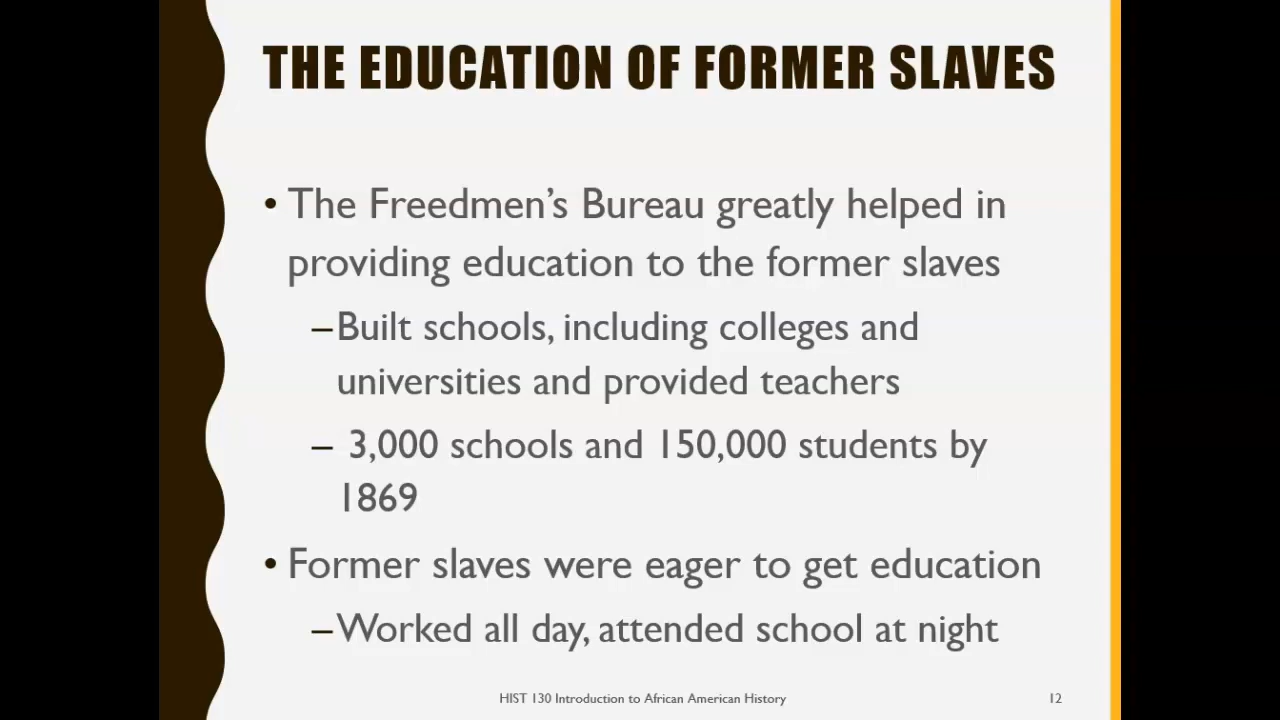 THE EDUCATION OF FORMER SLAVES
• The Freedmen’s Bureau greatly helped in
providing education to the former slaves
–Built schools, including colleges and
universities and provided teachers
– 3,000 schools and 150,000 students by
1869
• Former slaves were eager to get education
–Worked all day, attended school at night
HIST 130 Introduction to African American History
12